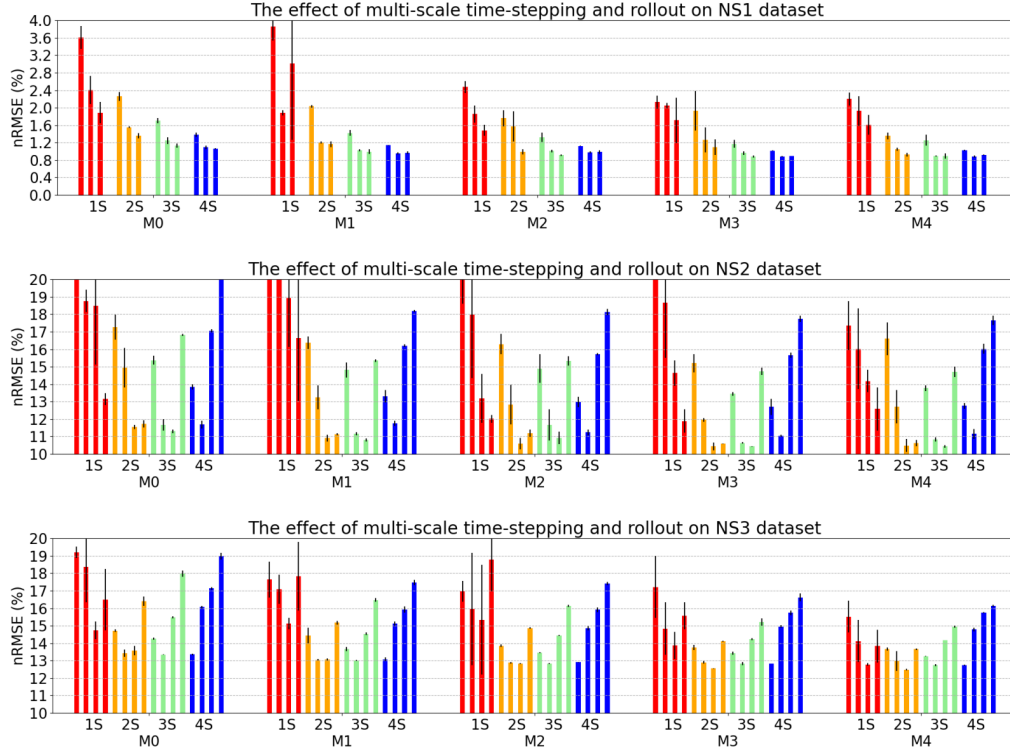 The effect of multi-scale time-stepping and rollout on NS1 dataset
nRMSE (%)
4.0
3.6
3.2
2.8
2.4
2.0
1.6
1.2
0.8
0.4
0.0
1S 2S 3S 4S 1S 2S 3S 4S 1S 2S 3S 4S 1S 2S 3S 4S 1S 2S 3S 4S
M0 M1 M2 M3 M4
The effect of multi-scale time-stepping and rollout on NS2 dataset
nRMSE (%)
20
19
18
17
16
15
14
13
12
11
10
1S 2S 3S 4S 1S 2S 3S 4S 1S 2S 3S 4S 1S 2S 3S 4S 1S 2S 3S 4S
M0 M1 M2 M3 M4
The effect of multi-scale time-stepping and rollout on NS3 dataset
nRMSE (%)
20
19
18
17
16
15
14
13
12
11
10
1S 2S 3S 4S 1S 2S 3S 4S 1S 2S 3S 4S 1S 2S 3S 4S 1S 2S 3S 4S
M0 M1 M2 M3 M4